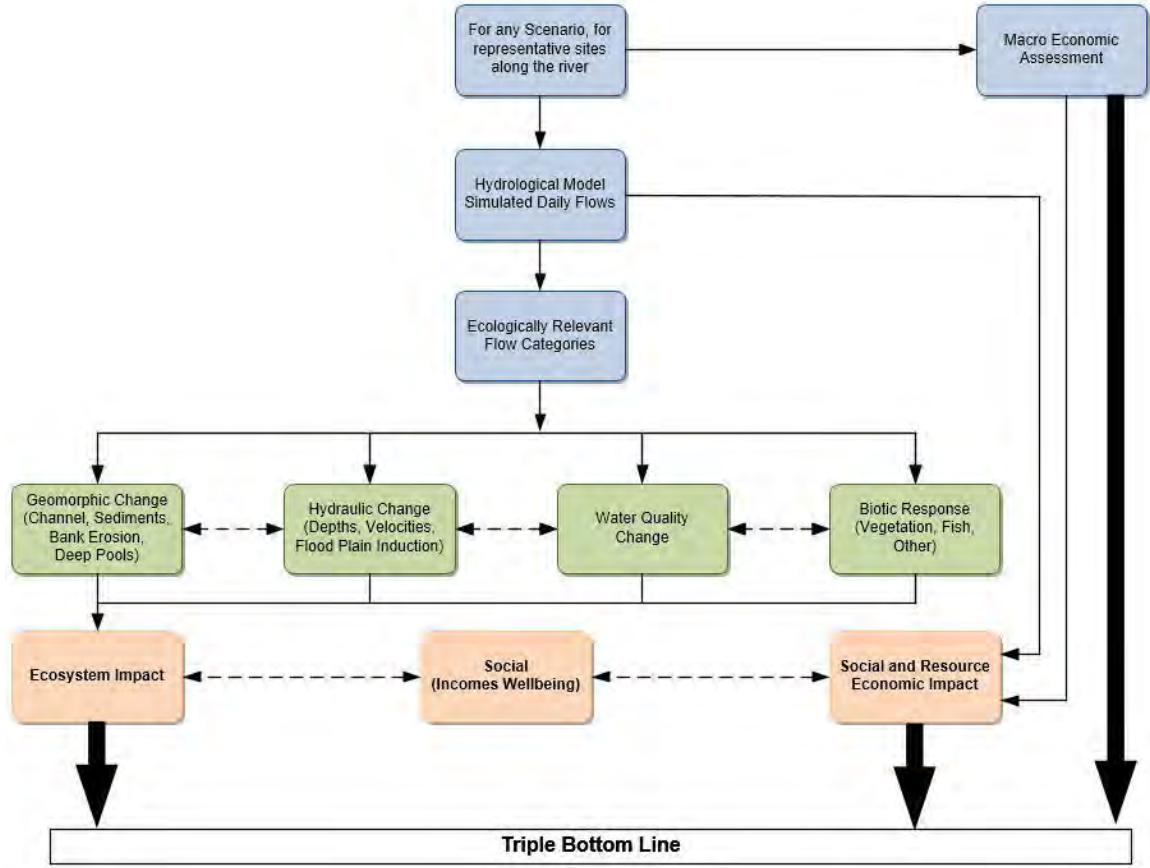 For any Scenario, for
representative sites
along the river
Macro Economic
Assessment
Hydrological Model
Simulated Daily Flows
Ecologically Relevant
Flow Categories
Geomorphic Change
(Channel, Sediments,
Bank Erosion,
Deep Pools)
Hydraulic Change
(Depths, Velocities,
Flood Plain Induction)
Water Quality
Change
Biotic Response
(Vegetation, Fish,
Other)
Ecosystem Impact
Social
(Incomes Wellbeing)
Social and Resource
Economic Impact
Triple Bottom Line